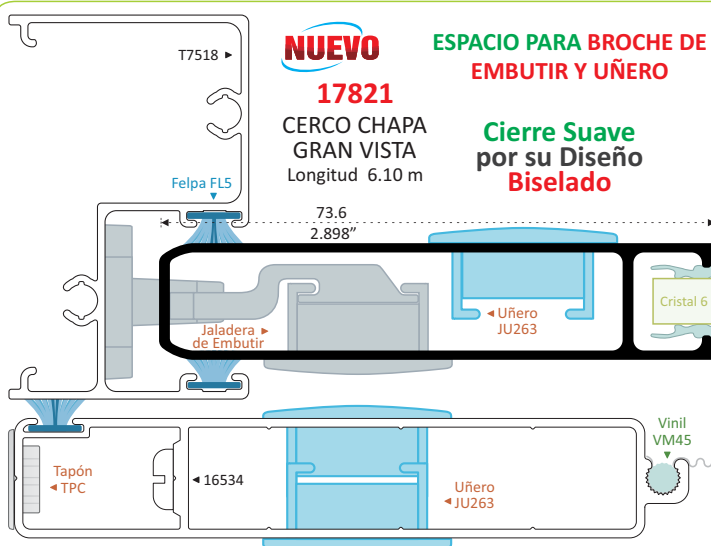 T7518
NUEVO
17821
CERCO CHAPA
GRAN VISTA
Longitud 6.10 m
ESPACIO PARA BROCHE DE
EMBUTIR Y UÑERO
Cierre Suave
por su Diseño
Biselado
Felpa FL5
73.6
2.898”
Jaladera
de Embutir
Uñero
JU263
Cristal 6
Tapón
TPC
16534
Uñero
JU263
Vinil
VM45